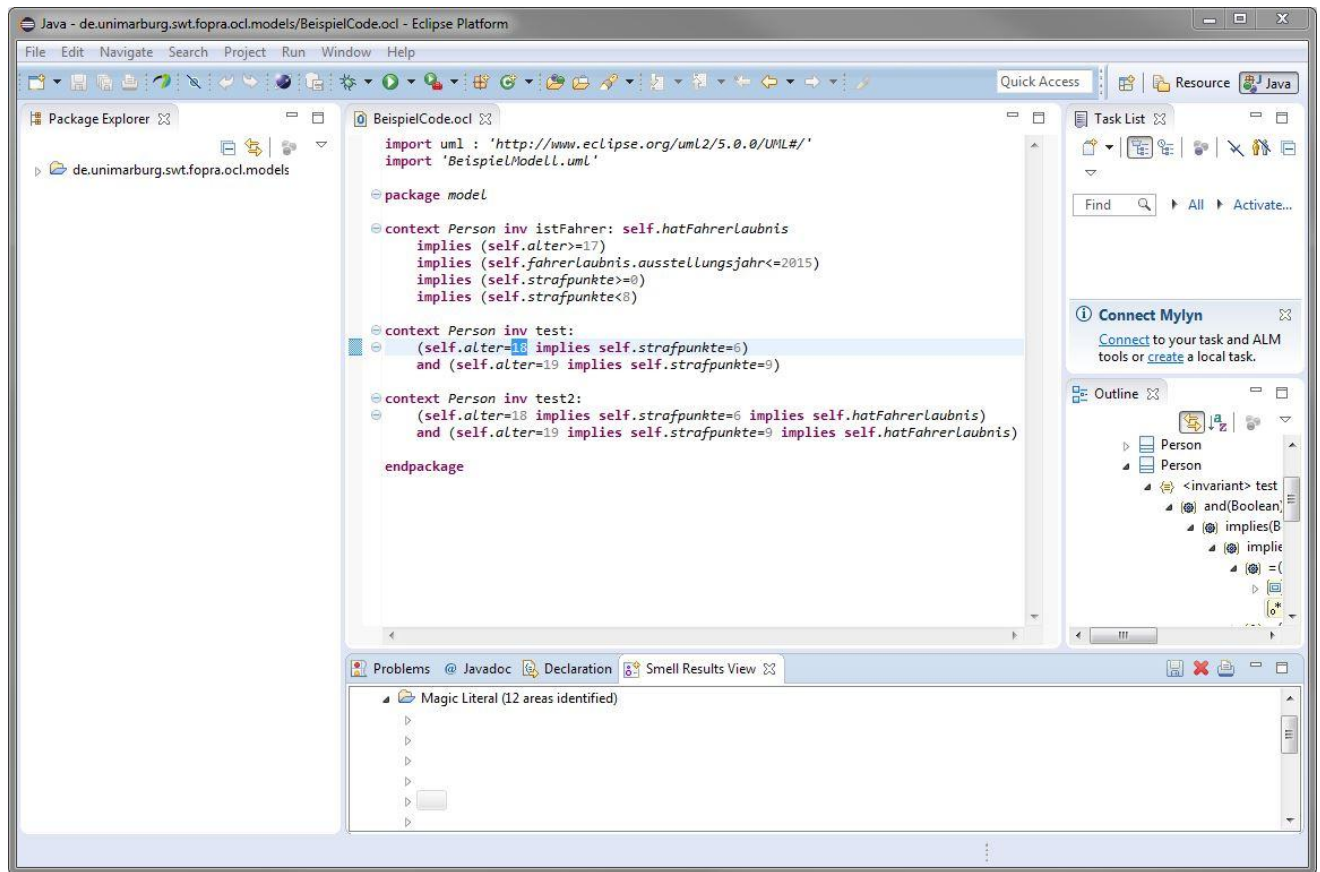 Java - de.unimarburg.swt.fopra.ocl.models/BeispielCode.ocl - Eclipse Platform
File Edit Navigate Search Project Run Window Help
Quick Access Resource Java
Package Explorer
de.unimarburg.swt.fopra.ocl.models
BeispielCode.ocl
import uml : 'http://www.eclipse.org/uml2/5.0.0/UML#/'
import 'BeispielModell.uml'
package model
context Person inv istFahrer: self.hatFahrerlaubnis
implies (self.alter>=17)
implies (self.fahrerlaubnis.ausstellungsjahr<=2015)
implies (self.strafpunkte>=0)
implies (self.strafpunkte<8)
context Person inv test:
(self.alter=18 implies self.strafpunkte=6)
and (self.alter=19 implies self.strafpunkte=9)
context Person inv test2:
(self.alter=18 implies self.strafpunkte=6 implies self.hatFahrerlaubnis)
and (self.alter=19 implies self.strafpunkte=9 implies self.hatFahrerlaubnis)
endpackage
Task List
Find All Activate...
Connect Mylyn
Connect to your task and ALM
tools or create a local task.
Outline
Person
Person
<invariant> test
and(Boolean)
implies(B
implie
=(
Problems @ Javadoc Declaration Smell Results View
Magic Literal (12 areas identified)